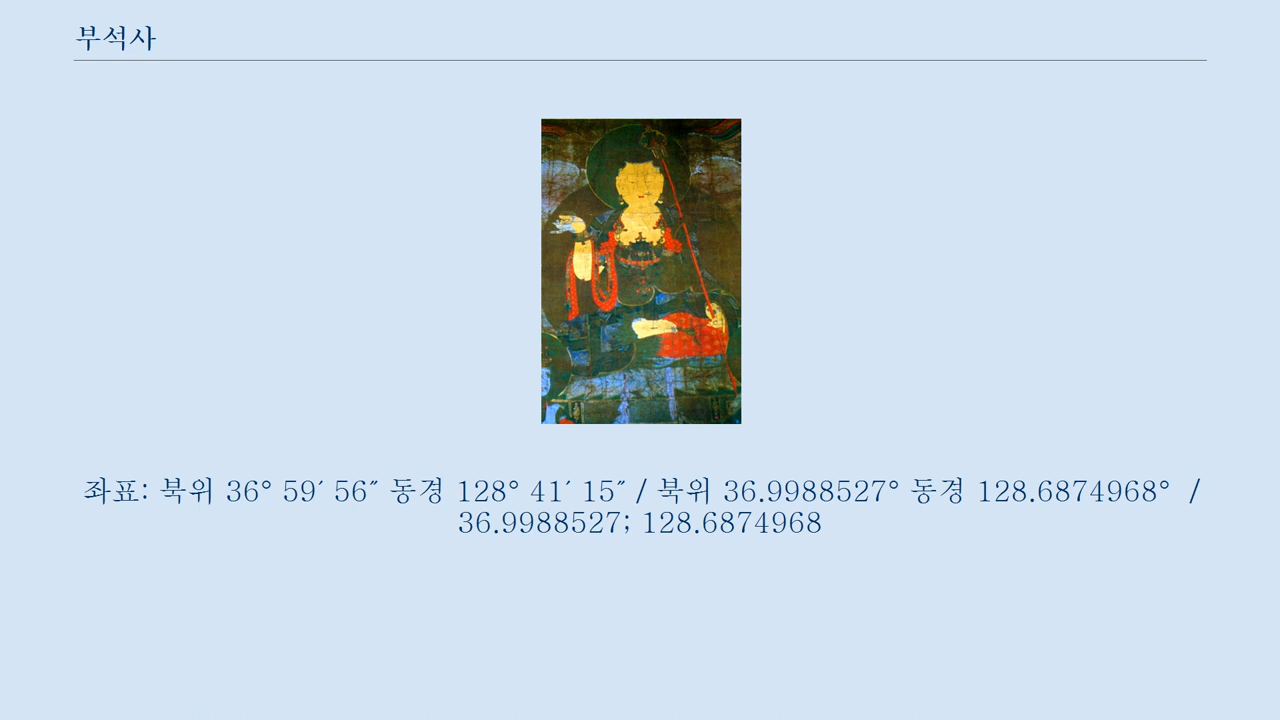 부석사
좌표: 북위 36° 59′ 56″ 동경 128° 41′ 15″ / 북위 36.9988527° 동경 128.6874968° /
36.9988527; 128.6874968